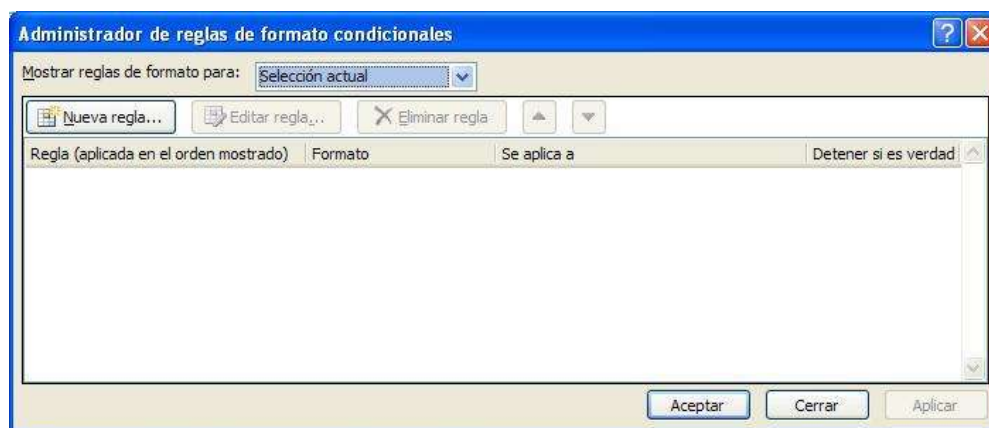 Administrador de reglas de formato condicionales
Mostrar reglas de formato para: Selección actual
Nueva regla... Editar regla... Eliminar regla
Regla (aplicada en el orden mostrado) Formato Se aplica a Detener si es verdad
Aceptar Cerrar Aplicar